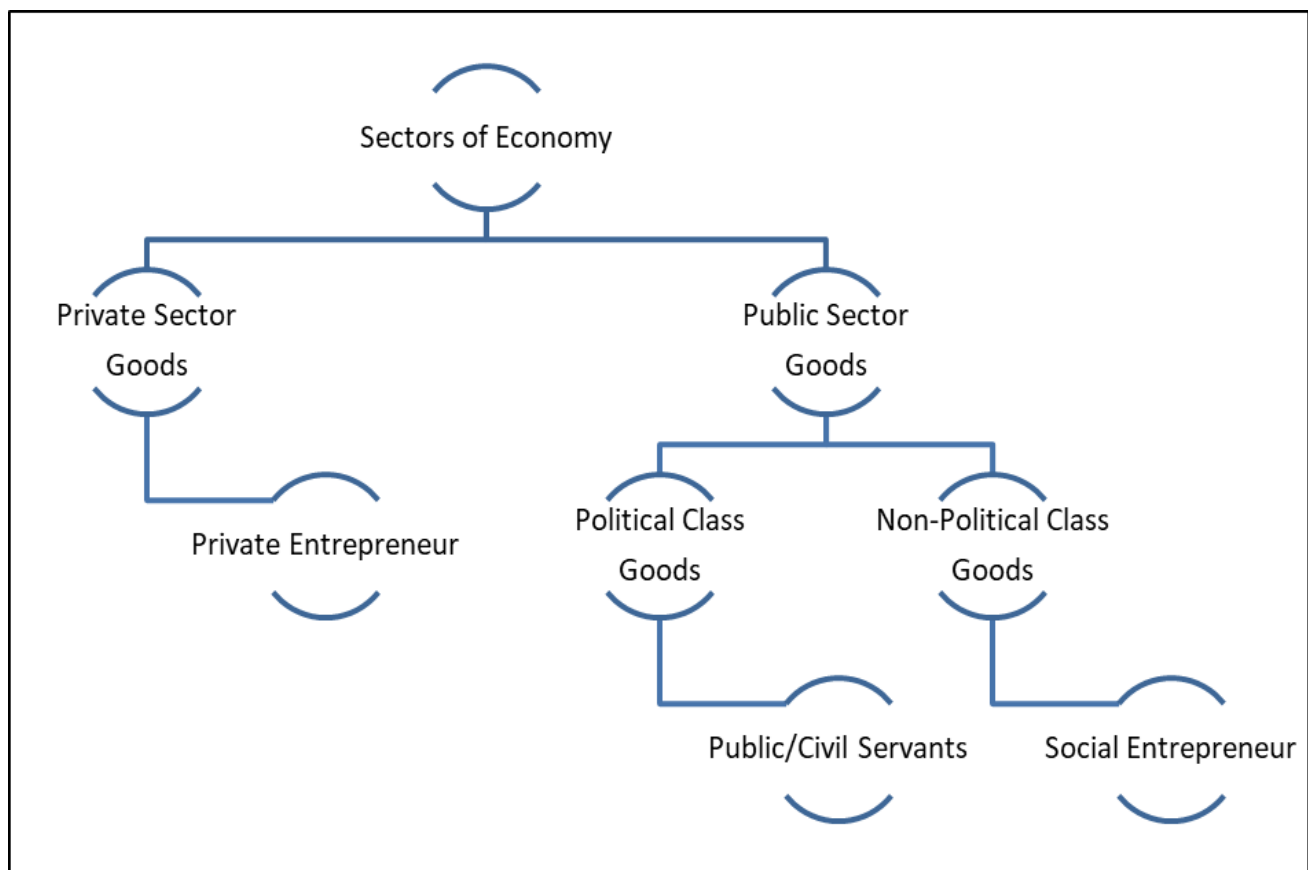 Sectors of Economy
Private Sector
Goods
Public Sector
Goods
Private Entrepreneur
Political Class
Goods
Non-Political Class
Goods
Public/Civil Servants
Social Entrepreneur